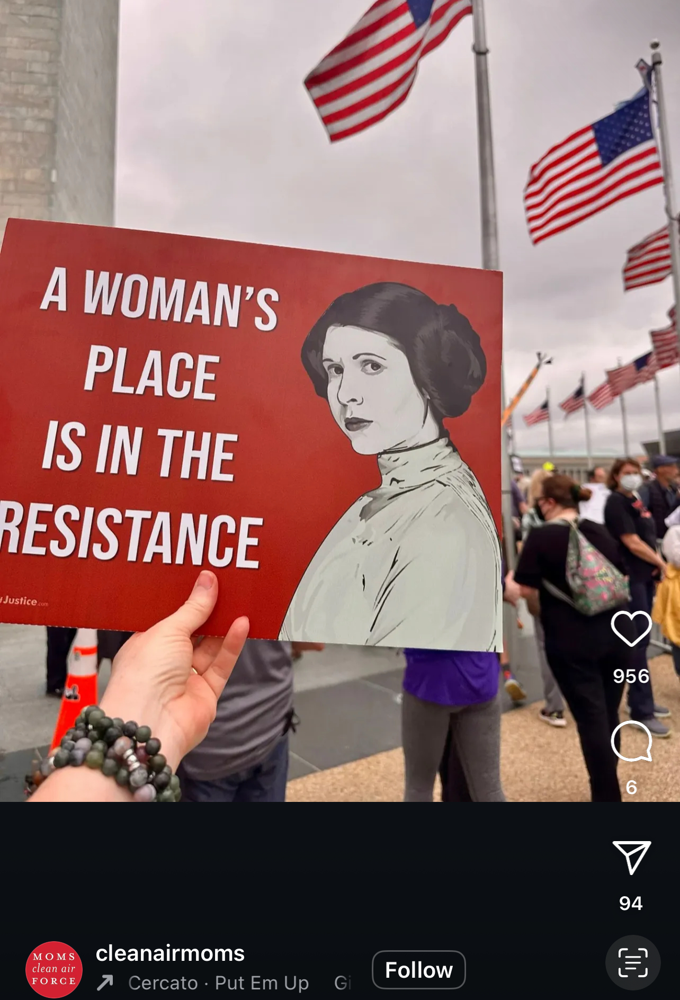 A WOMAN'S
PLACE
IS IN THE
RESISTANCE
Justice.com
956
6
94
MOMS
clean air
FORCE
cleanairmoms
Cercato · Put Em Up
Follow